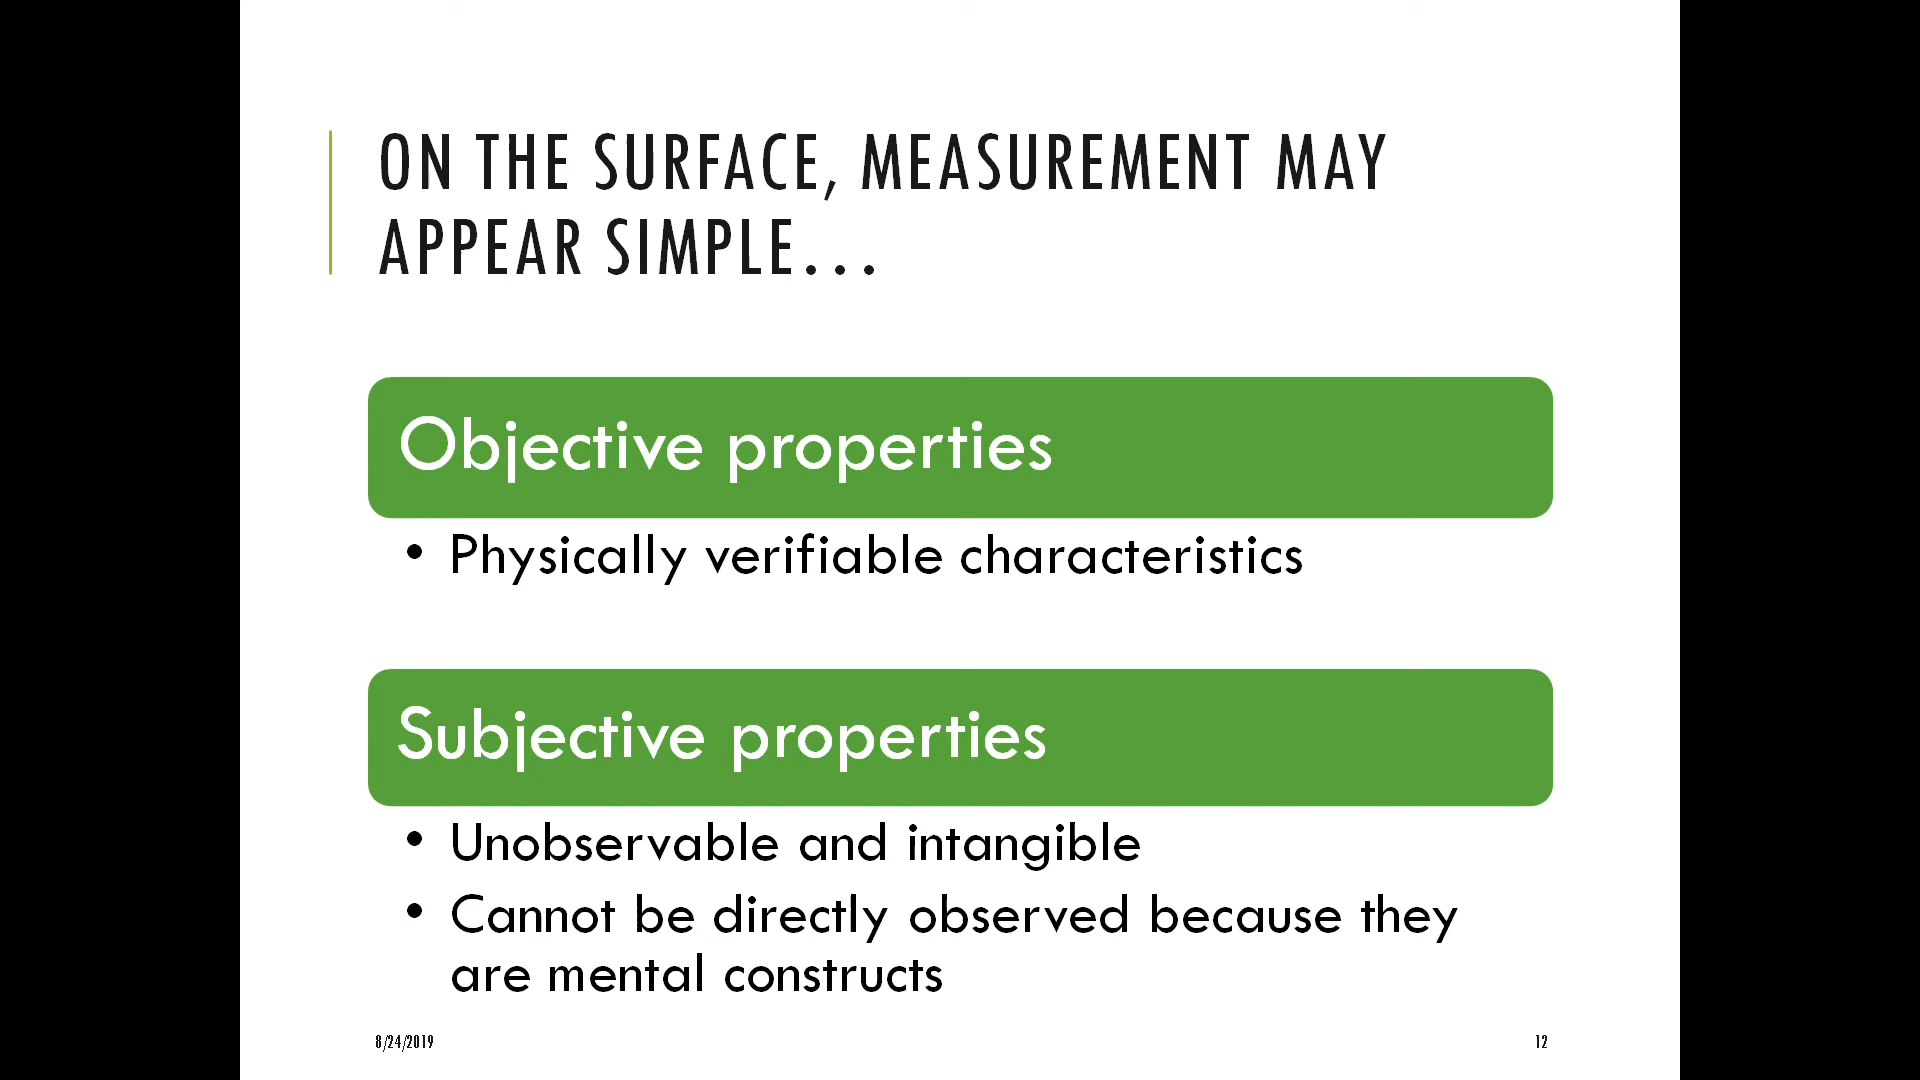 ON THE SURFACE, MEASUREMENT MAY
APPEAR SIMPLE...
Objective properties
• Physically verifiable characteristics
Subjective properties
• Unobservable and intangible
• Cannot be directly observed because they
are mental constructs
8/24/2019
12